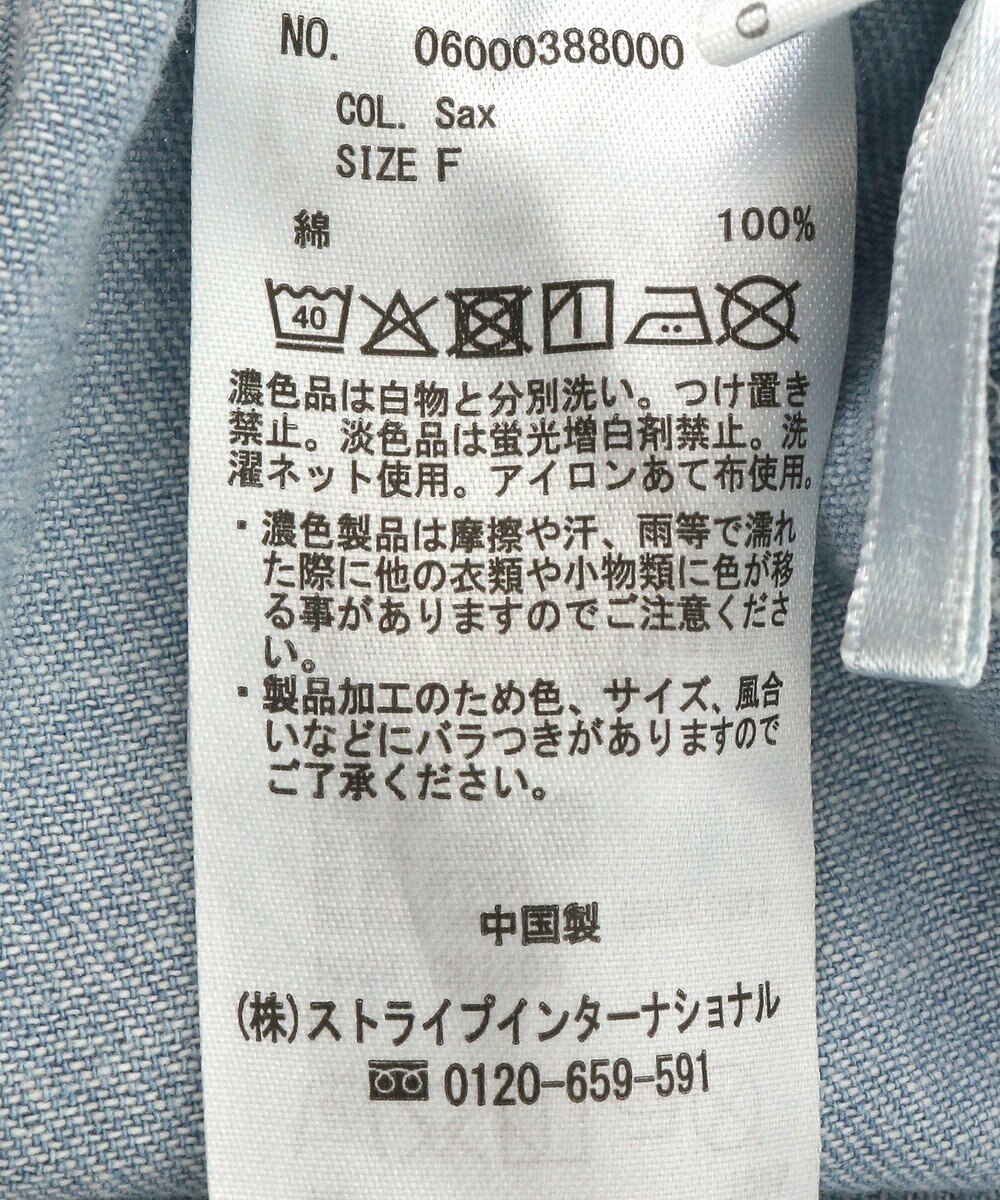 NO. 06000388000
COL. Sax
SIZE F
綿 100%
40
濃色品は白物と分別洗い。つけ置き
禁止。淡色品は蛍光増白剤禁止。洗
濯ネット使用。アイロンあて布使用。
・濃色製品は摩擦や汗、雨等で濡れ
た際に他の衣類や小物類に色が移
る事がありますのでご注意くださ
い。
・製品加工のため色、サイズ、風合
いなどにバラつきがありますので
ご了承ください。
中国製
(株)ストライプインターナショナル
0120-659-591